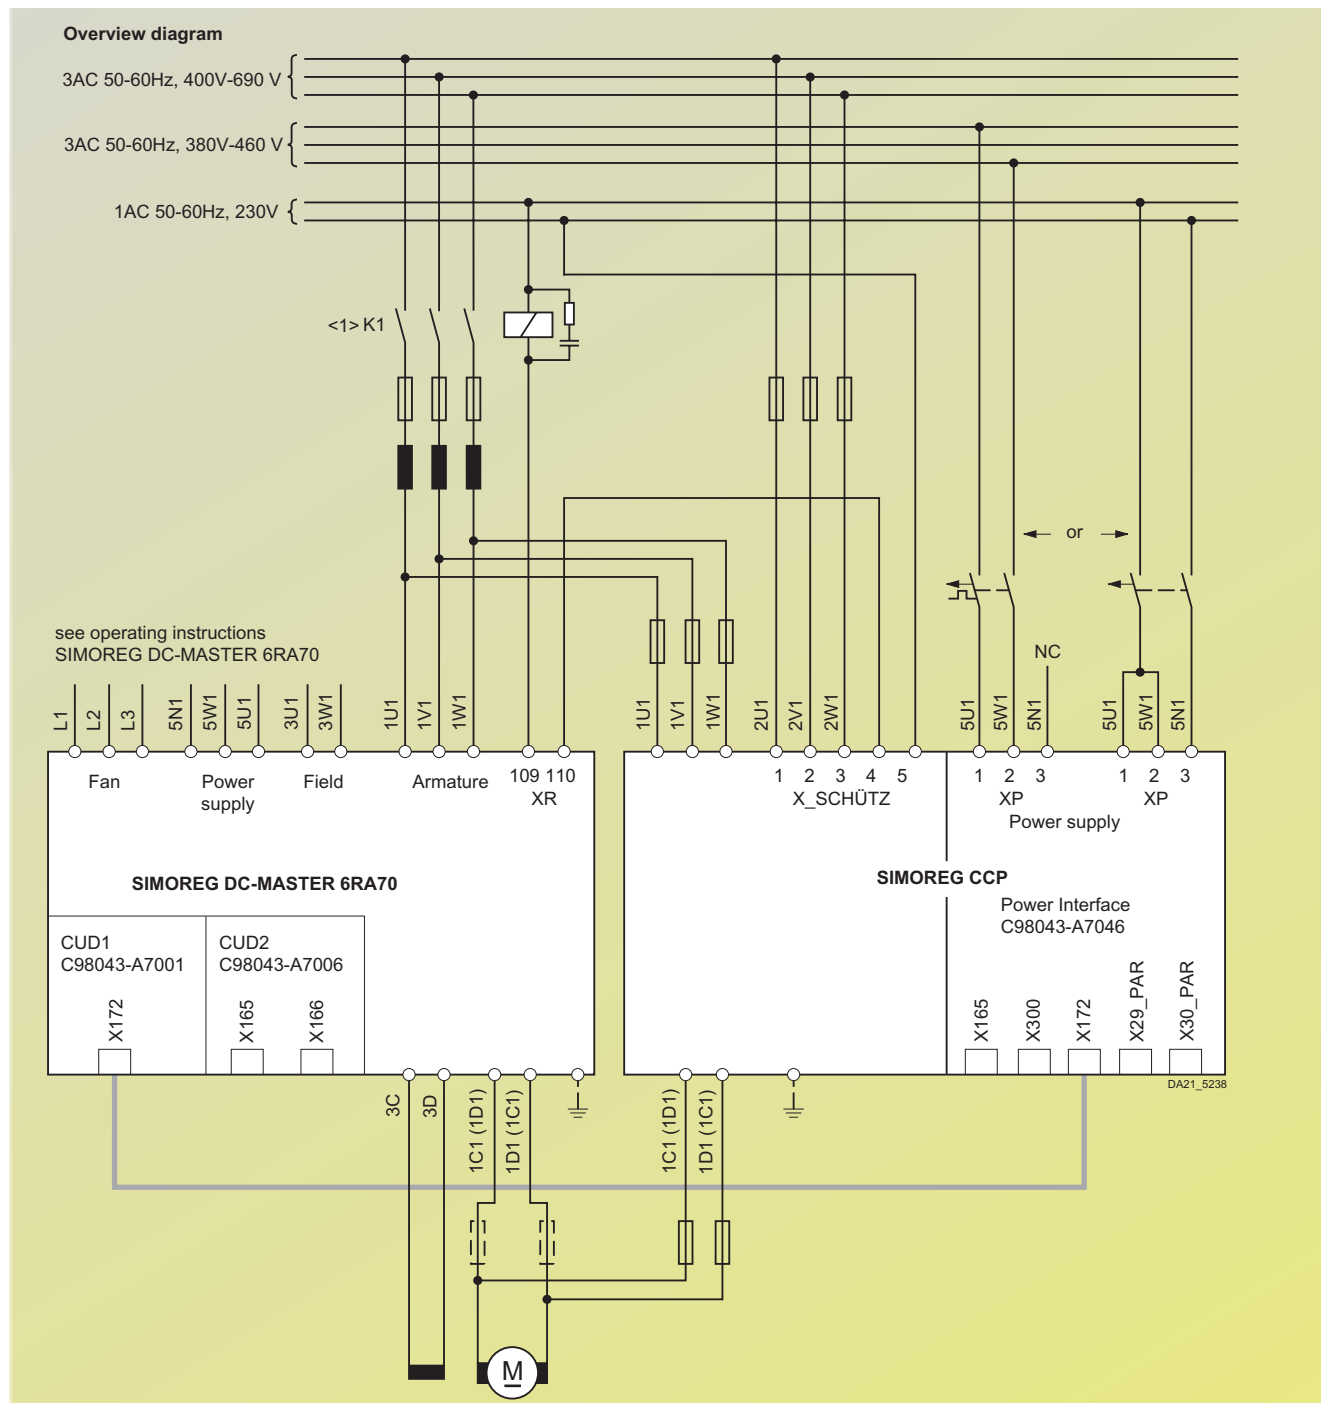 Overview diagram
3AC 50-60Hz, 400V-690 V
3AC 50-60Hz, 380V-460 V
1AC 50-60Hz, 230V
<1> K1
or
see operating instructions
SIMOREG DC-MASTER 6RA70
NC
L1
L2
L3
5N1
5W1
5U1
3U1
3W1
1U1
1V1
1W1
1U1
1V1
1W1
2U1
2V1
2W1
5U1
5W1
5N1
5U1
5W1
5N1
Fan
Power
supply
Field
Armature
109 110
XR
1 2 3 4 5
X_SCHÜTZ
1 2 3
XP
1 2 3
XP
Power supply
SIMOREG DC-MASTER 6RA70
SIMOREG CCP
Power Interface
C98043-A7046
CUD1
C98043-A7001
CUD2
C98043-A7006
X172
X165
X166
X165
X300
X172
X29_PAR
X30_PAR
DA21_5238
3C
3D
1C1 (1D1)
1D1 (1C1)
1C1 (1D1)
1D1 (1C1)
M